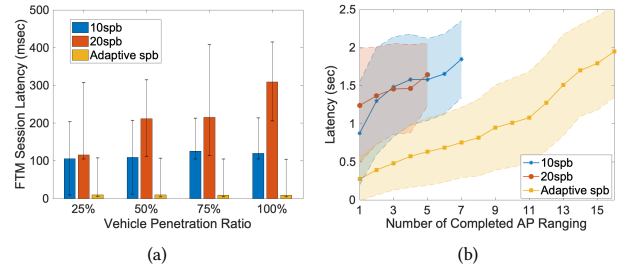 FTM Session Latency (msec)
500
400
300
200
100
0
10spb
20spb
Adaptive spb
25%
50%
75%
100%
Vehicle Penetration Ratio
(a)
Latency (sec)
2.5
2
1.5
1
0.5
0
10spb
20spb
Adaptive spb
1 3 5 7 9 11 13 15
Number of Completed AP Ranging
(b)